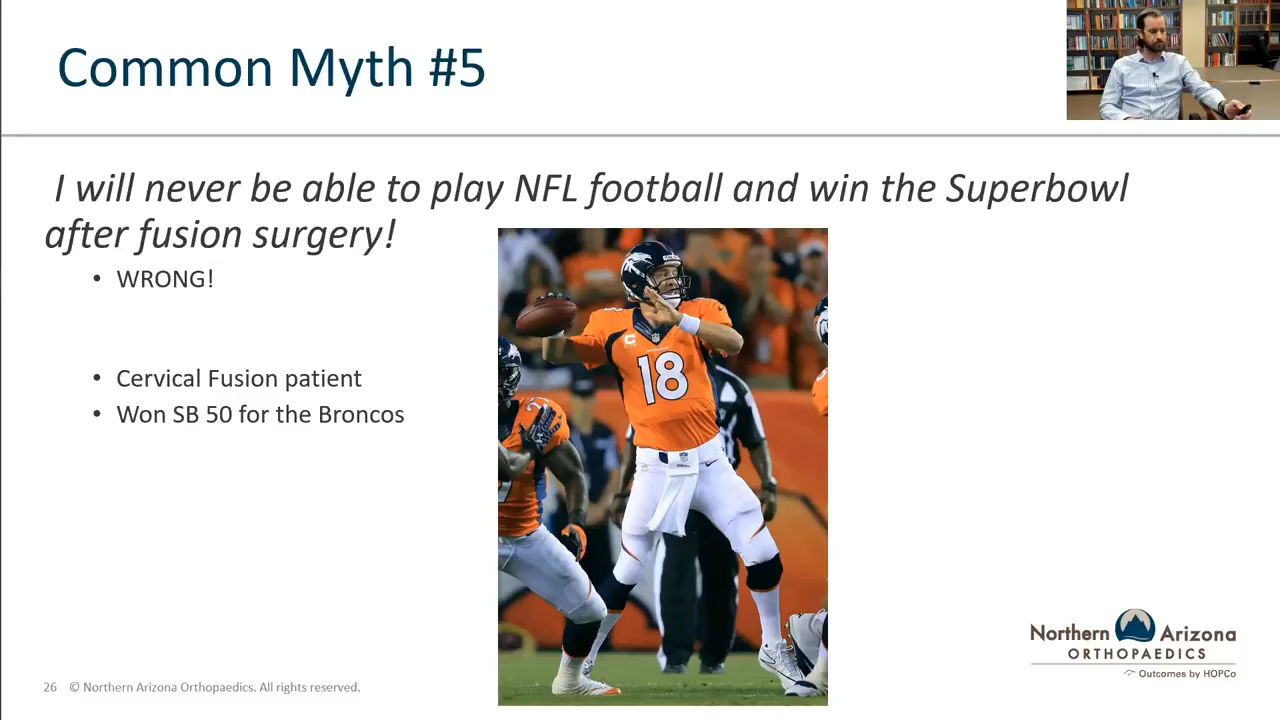 Common Myth #5
I will never be able to play NFL football and win the Superbowl
after fusion surgery!
• WRONG!
• Cervical Fusion patient
• Won SB 50 for the Broncos
18
C
Northern Arizona
ORTHOPAEDICS
Outcomes by HOPCo
26 © Northern Arizona Orthopaedics. All rights reserved.